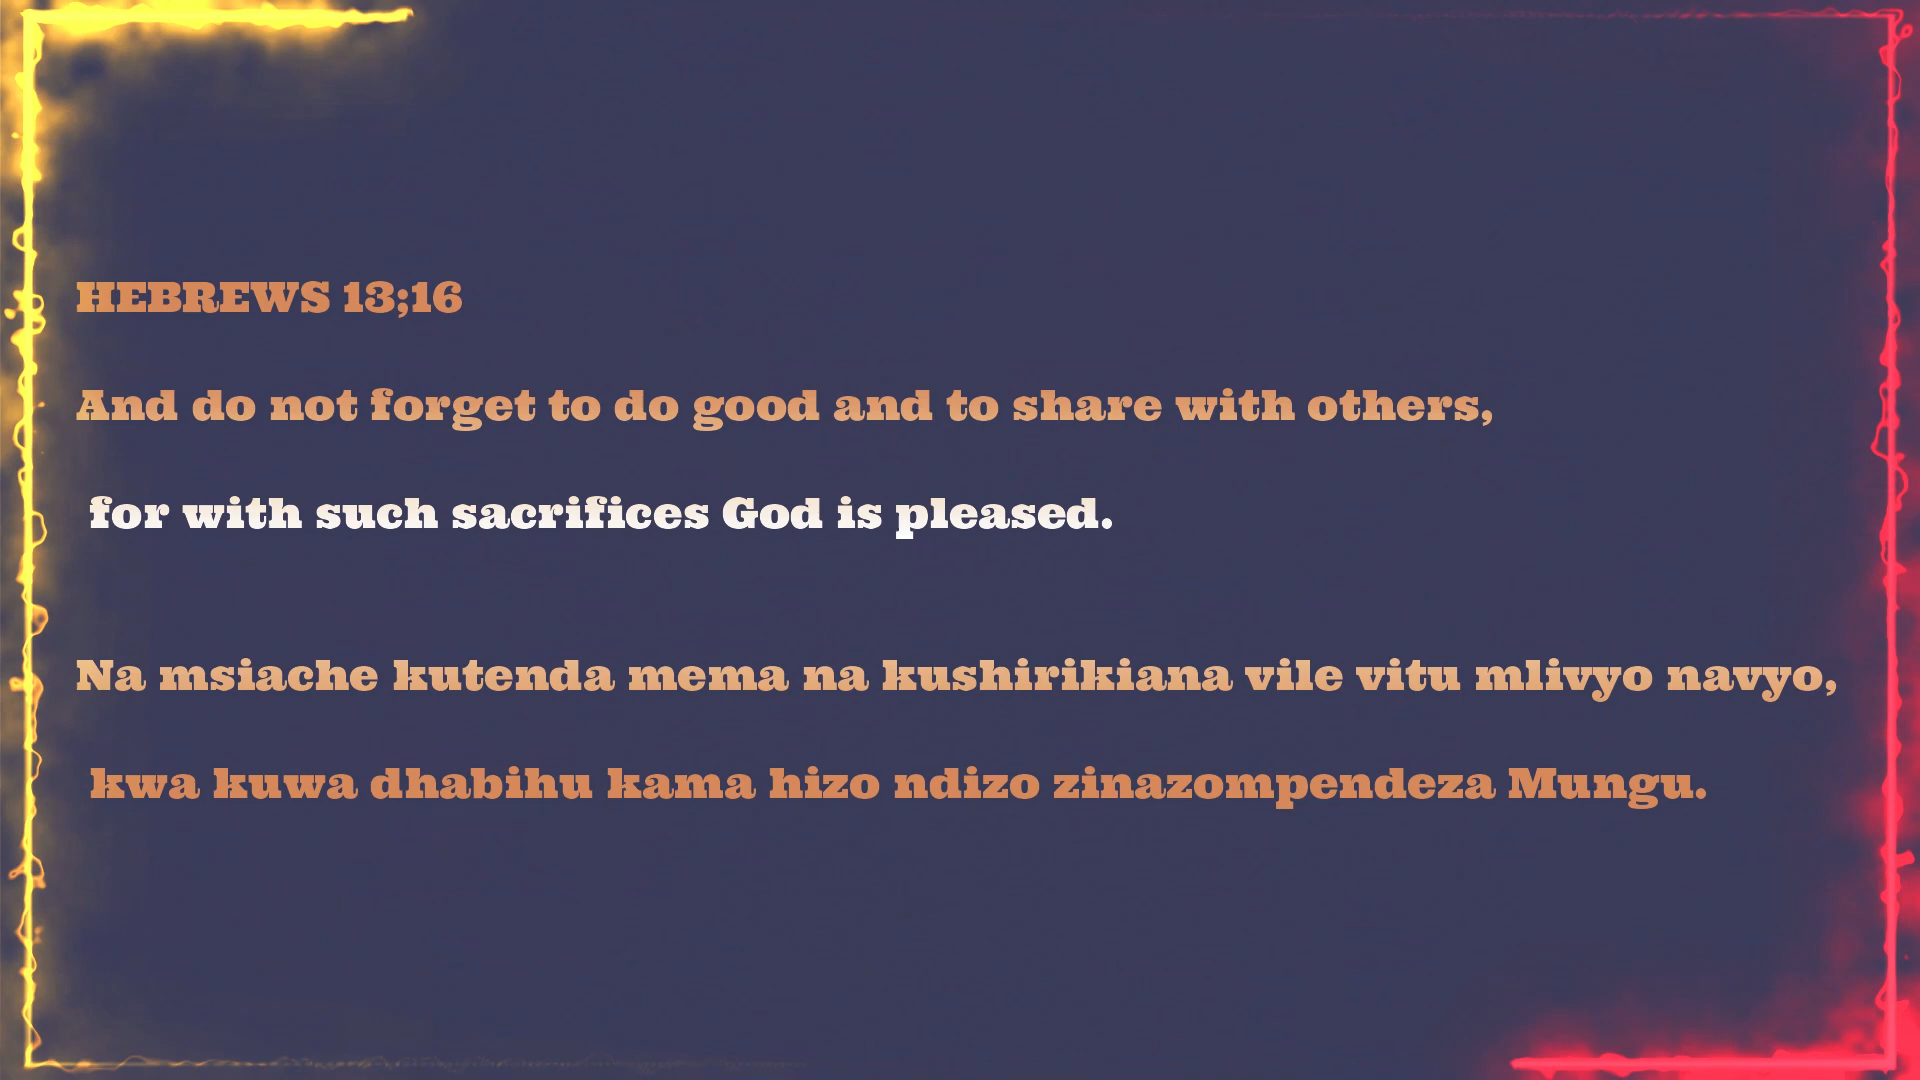 HEBREWS 13;16
And do not forget to do good and to share with others,
for with such sacrifices God is pleased.
Na msiache kutenda mema na kushirikiana vile vitu mlivyo navyo,
kwa kuwa dhabihu kama hizo ndizo zinazompendeza Mungu.